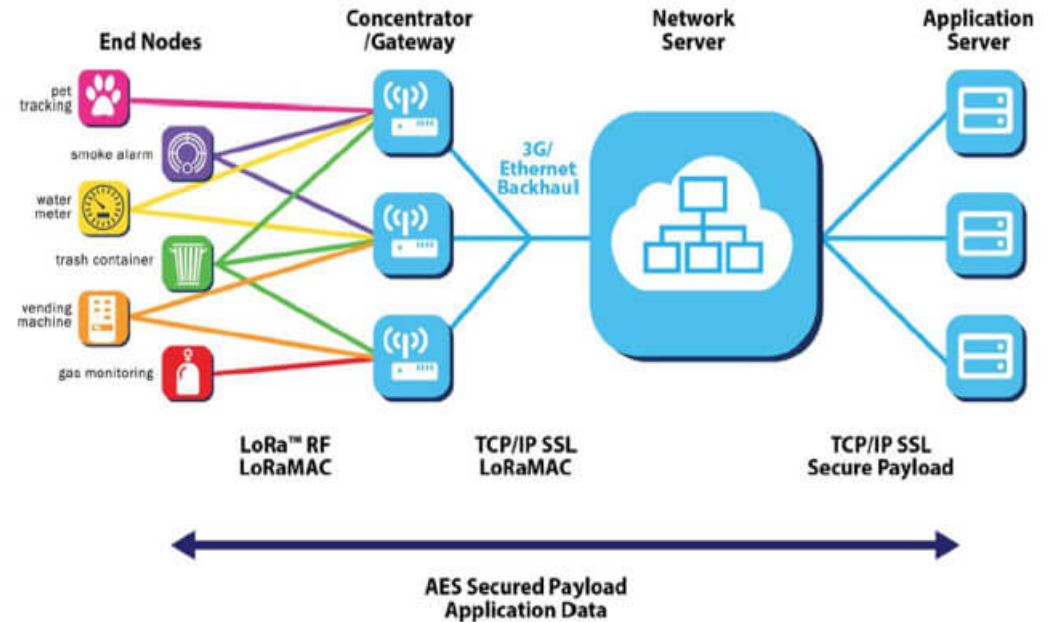 End Nodes
Concentrator
/Gateway
Network
Server
Application
Server
pet
tracking
smoke alarm
water
meter
trash container
vending
machine
gas monitoring
3G/
Ethernet
Backhaul
LoRa™ RF
LoRaMAC
TCP/IP SSL
LoRaMAC
TCP/IP SSL
Secure Payload
AES Secured Payload
Application Data